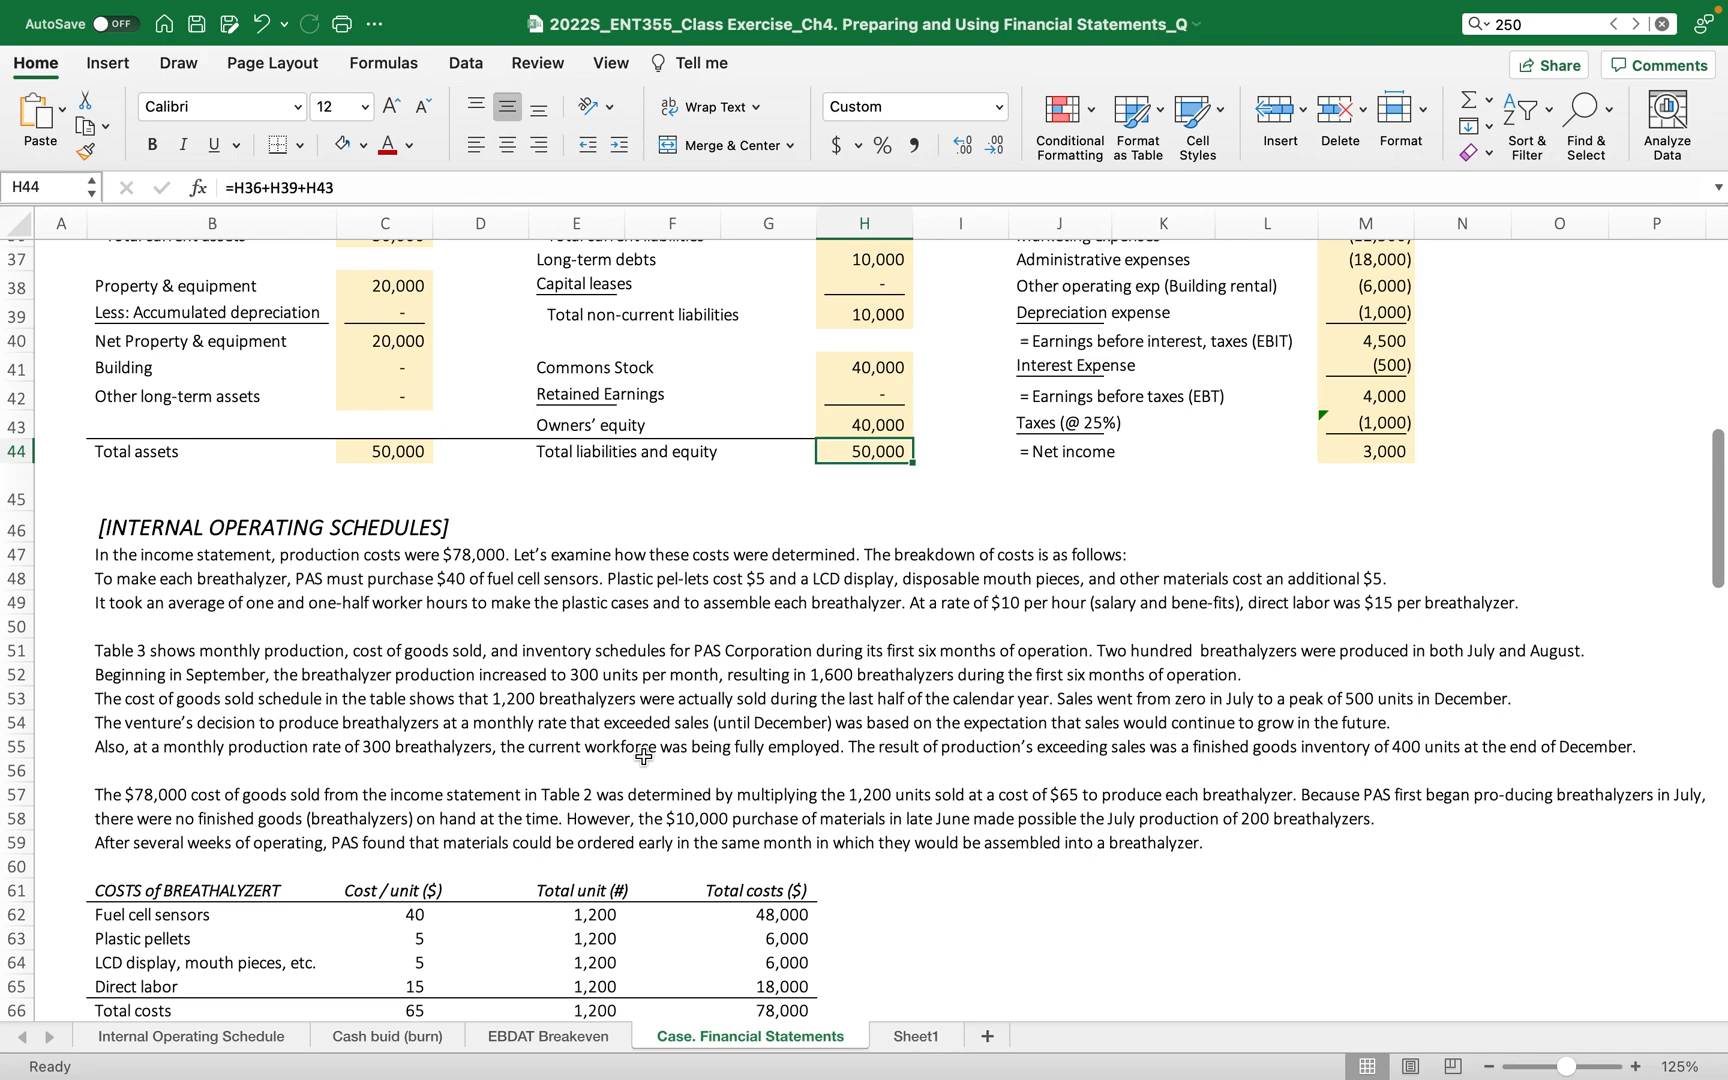 AutoSave OFF 2022S_ENT355_Class Exercise_Ch4. Preparing and Using Financial Statements_Q 250
Home Insert Draw Page Layout Formulas Data Review View Tell me Share Comments
Paste Calibri 12 Wrap Text Custom
B I U A Merge & Center $ % Conditional Formatting Format as Table Cell Styles Insert Delete Format Sort & Filter Find & Select Analyze Data
H44 fx =H36+H39+H43
A B C D E F G H I J K L M N O P
37 Long-term debts 10,000 Administrative expenses (18,000)
38 Property & equipment 20,000 Capital leases - Other operating exp (Building rental) (6,000)
39 Less: Accumulated depreciation - Total non-current liabilities 10,000 Depreciation expense (1,000)
40 Net Property & equipment 20,000 = Earnings before interest, taxes (EBIT) 4,500
41 Building - Commons Stock 40,000 Interest Expense (500)
42 Other long-term assets - Retained Earnings - = Earnings before taxes (EBT) 4,000
43 Owners' equity 40,000 Taxes (@ 25%) (1,000)
44 Total assets 50,000 Total liabilities and equity 50,000 = Net income 3,000
45
46 [INTERNAL OPERATING SCHEDULES]
47 In the income statement, production costs were $78,000. Let's examine how these costs were determined. The breakdown of costs is as follows:
48 To make each breathalyzer, PAS must purchase $40 of fuel cell sensors. Plastic pel-lets cost $5 and a LCD display, disposable mouth pieces, and other materials cost an additional $5.
49 It took an average of one and one-half worker hours to make the plastic cases and to assemble each breathalyzer. At a rate of $10 per hour (salary and bene-fits), direct labor was $15 per breathalyzer.
50
51 Table 3 shows monthly production, cost of goods sold, and inventory schedules for PAS Corporation during its first six months of operation. Two hundred breathalyzers were produced in both July and August.
52 Beginning in September, the breathalyzer production increased to 300 units per month, resulting in 1,600 breathalyzers during the first six months of operation.
53 The cost of goods sold schedule in the table shows that 1,200 breathalyzers were actually sold during the last half of the calendar year. Sales went from zero in July to a peak of 500 units in December.
54 The venture's decision to produce breathalyzers at a monthly rate that exceeded sales (until December) was based on the expectation that sales would continue to grow in the future.
55 Also, at a monthly production rate of 300 breathalyzers, the current workforce was being fully employed. The result of production's exceeding sales was a finished goods inventory of 400 units at the end of December.
56
57 The $78,000 cost of goods sold from the income statement in Table 2 was determined by multiplying the 1,200 units sold at a cost of $65 to produce each breathalyzer. Because PAS first began pro-ducing breathalyzers in July,
58 there were no finished goods (breathalyzers) on hand at the time. However, the $10,000 purchase of materials in late June made possible the July production of 200 breathalyzers.
59 After several weeks of operating, PAS found that materials could be ordered early in the same month in which they would be assembled into a breathalyzer.
60
61 COSTS of BREATHALYZERT Cost / unit ($) Total unit (#) Total costs ($)
62 Fuel cell sensors 40 1,200 48,000
63 Plastic pellets 5 1,200 6,000
64 LCD display, mouth pieces, etc. 5 1,200 6,000
65 Direct labor 15 1,200 18,000
66 Total costs 65 1,200 78,000
Internal Operating Schedule Cash buid (burn) EBDAT Breakeven Case. Financial Statements Sheet1 +
Ready 125%